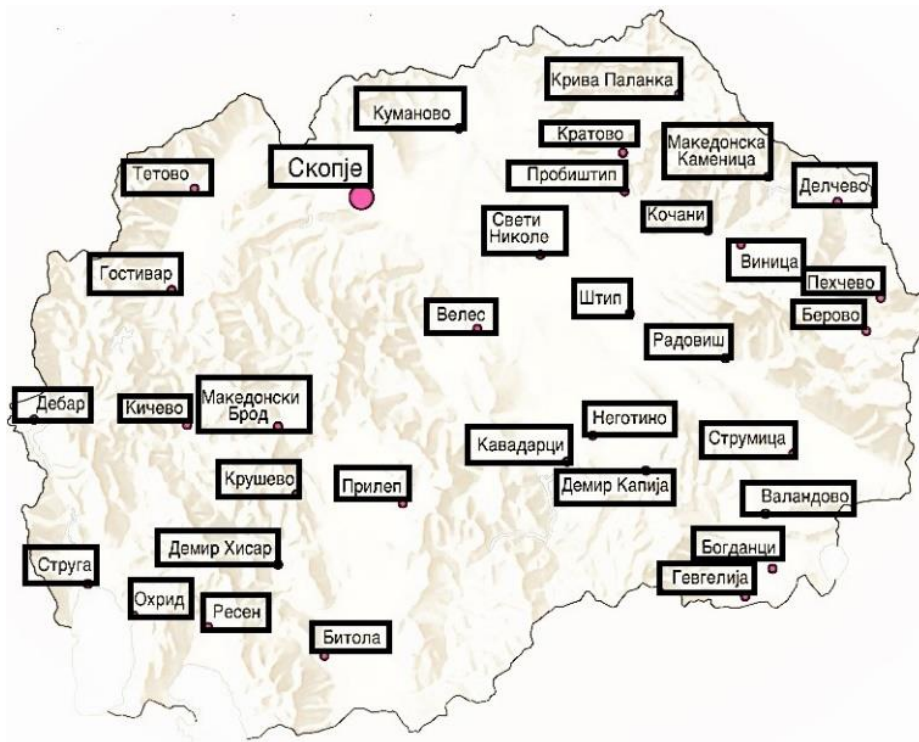 Крива Паланка
Куманово
Кратово
Македонска
Каменица
Скопје
Тетово
Пробиштип
Делчево
Кочани
Свети
Николе
Виница
Гостивар
Пехчево
Штип
Велес
Берово
Радовиш
Дебар
Кичево
Македонски
Брод
Неготино
Кавадарци
Струмица
Крушево
Прилеп
Демир Капија
Валандово
Демир Хисар
Богданци
Струга
Гевгелија
Охрид
Ресен
Битола